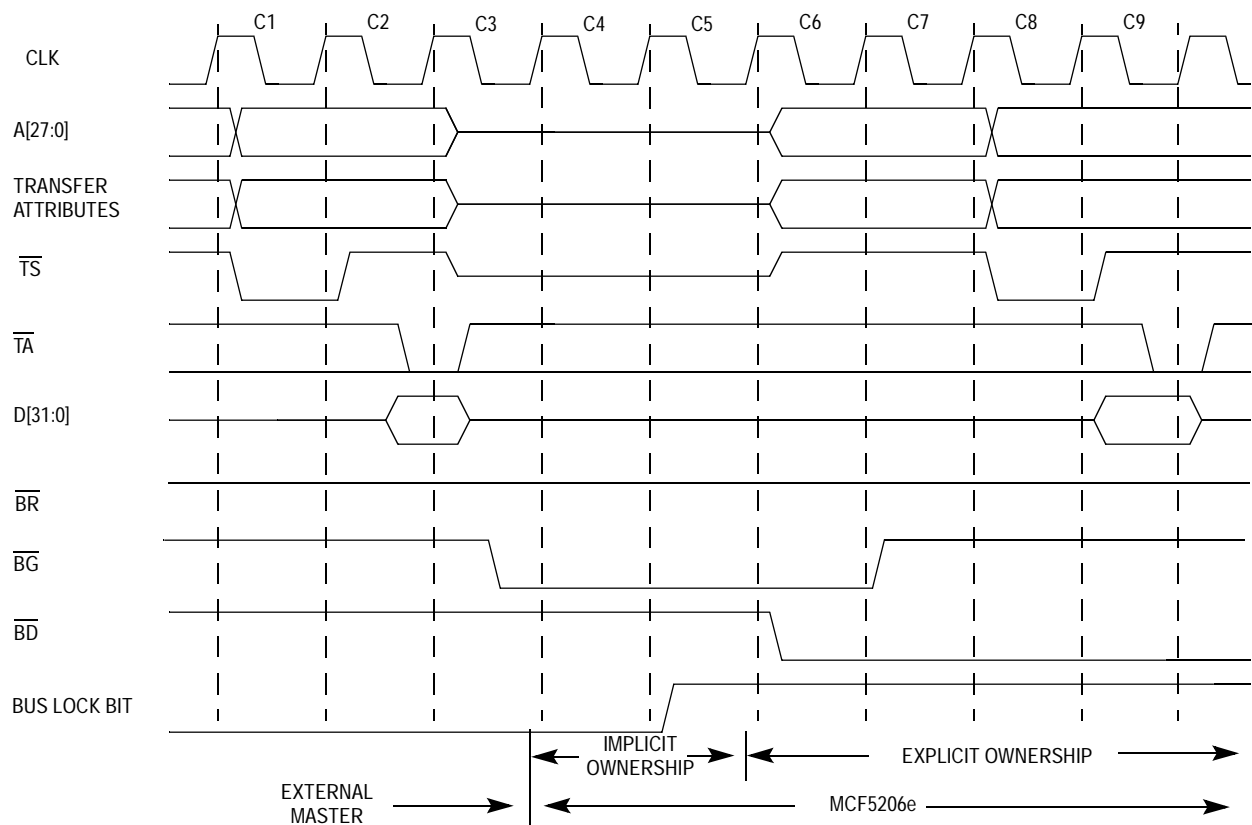 C1 C2 C3 C4 C5 C6 C7 C8 C9
CLK
A[27:0]
TRANSFER
ATTRIBUTES
TS
TA
D[31:0]
BR
BG
BD
BUS LOCK BIT
IMPLICIT
OWNERSHIP
EXPLICIT OWNERSHIP
EXTERNAL
MASTER
MCF5206e